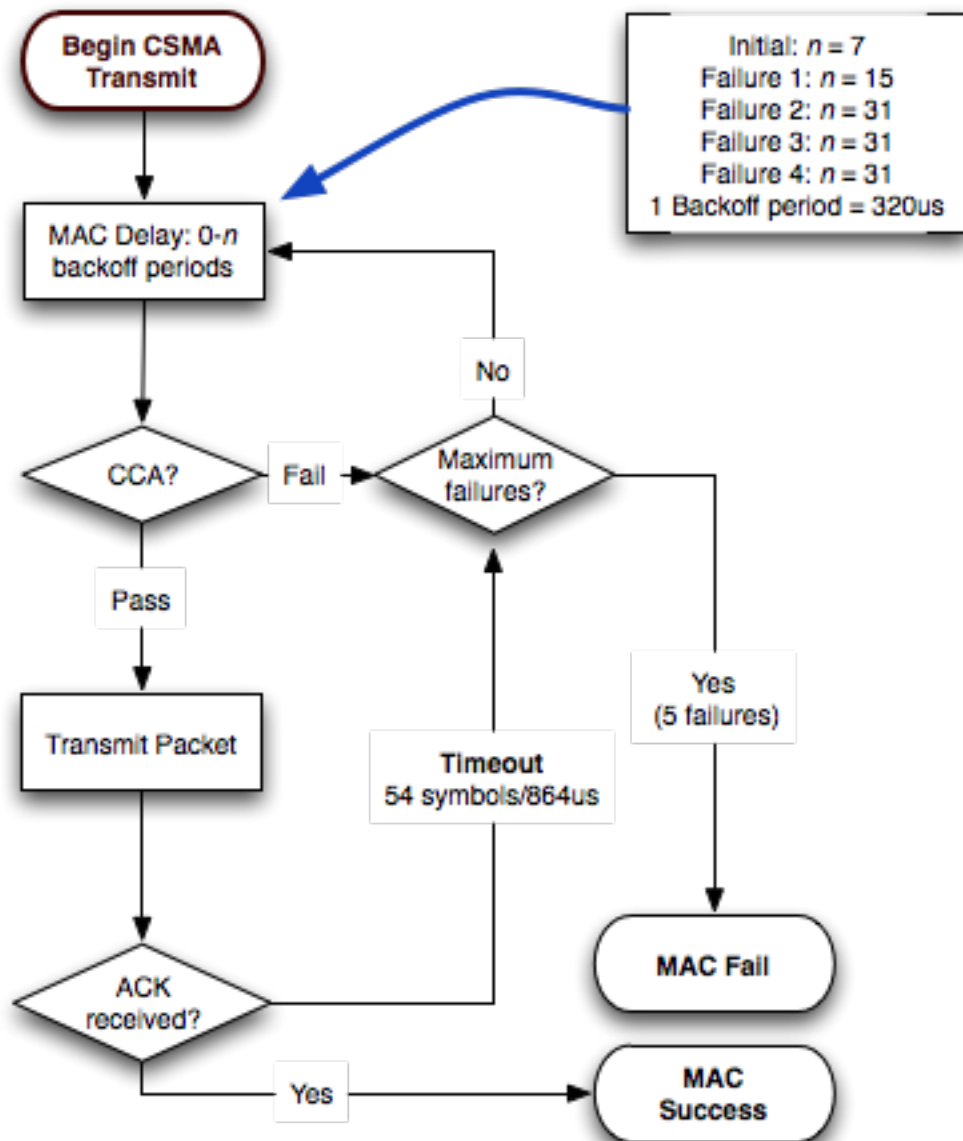 Begin CSMA
Transmit
Initial: n = 7
Failure 1: n = 15
Failure 2: n = 31
Failure 3: n = 31
Failure 4: n = 31
1 Backoff period = 320us
MAC Delay: 0-n
backoff periods
No
CCA?
Fail
Maximum
failures?
Pass
Yes
(5 failures)
Transmit Packet
Timeout
54 symbols/864us
MAC Fail
ACK
received?
Yes
MAC
Success